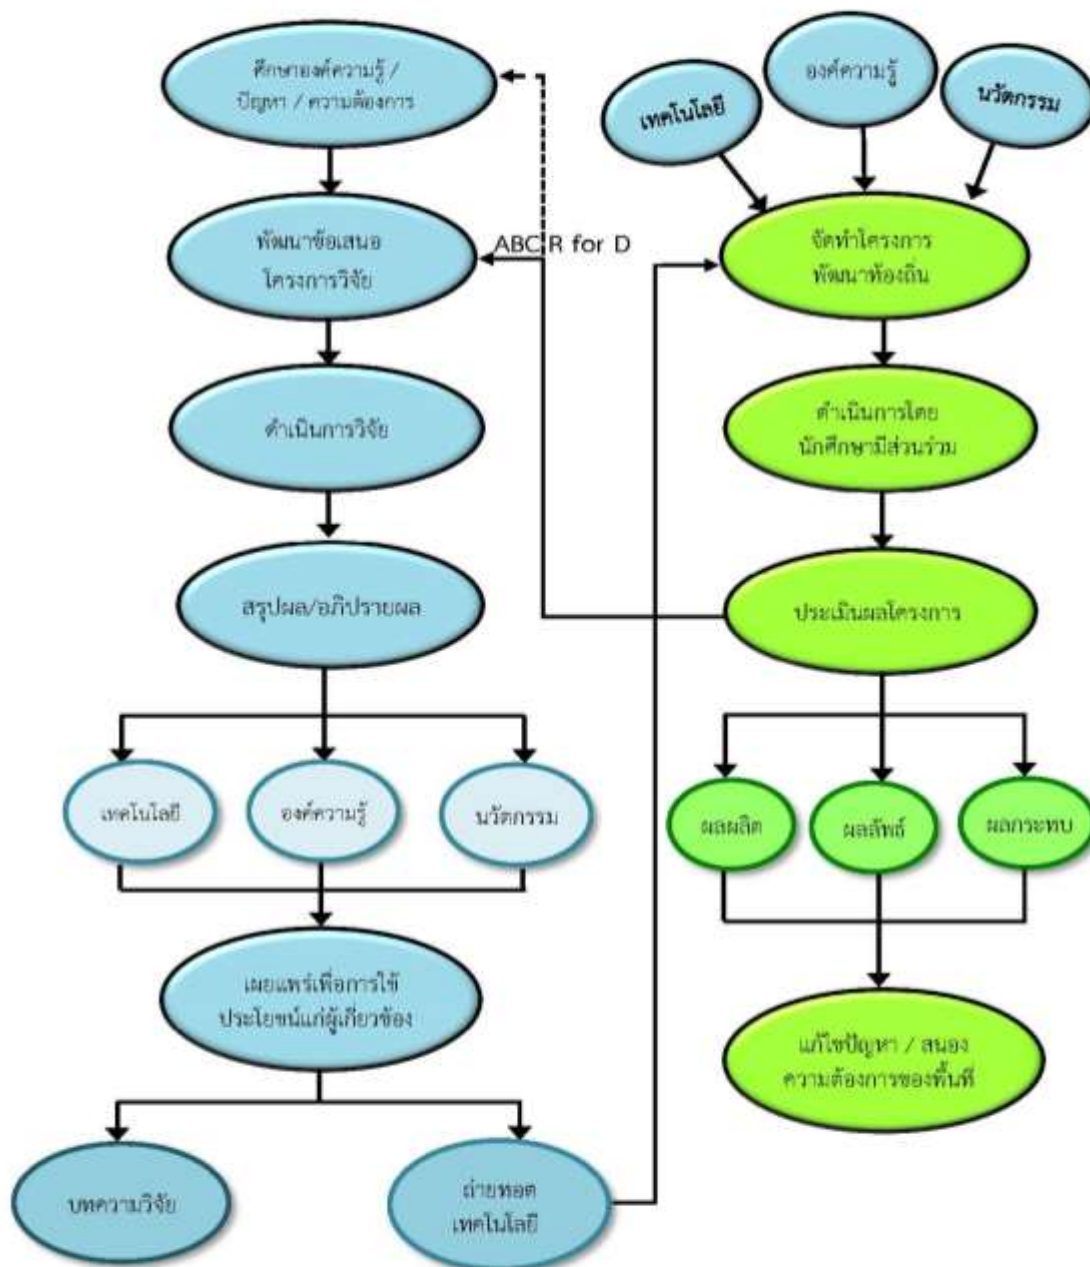 ศึกษาองค์ความรู้ /
ปัญหา / ความต้องการ
พัฒนาข้อเสนอ
โครงการวิจัย
ABC R for D
ดำเนินการวิจัย
สรุปผล/อภิปรายผล
เทคโนโลยี
องค์ความรู้
นวัตกรรม
เผยแพร่เพื่อการใช้
ประโยชน์แก่ผู้เกี่ยวข้อง
บทความวิจัย
ถ่ายทอด
เทคโนโลยี
เทคโนโลยี
องค์ความรู้
นวัตกรรม
จัดทำโครงการ
พัฒนาท้องถิ่น
ดำเนินการโดย
นักศึกษามีส่วนร่วม
ประเมินผลโครงการ
ผลผลิต
ผลลัพธ์
ผลกระทบ
แก้ไขปัญหา / สนอง
ความต้องการของพื้นที่